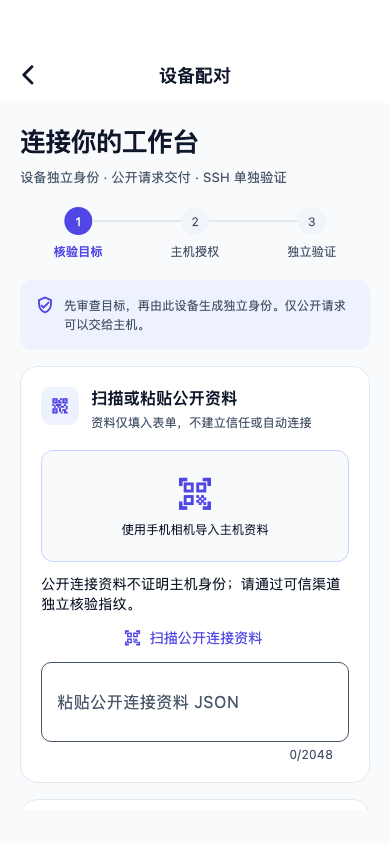 设备配对
连接你的工作台
设备独立身份 · 公开请求交付 · SSH 单独验证
1
2
3
核验目标
主机授权
独立验证
先审查目标，再由此设备生成独立身份。仅公开请求
可以交给主机。
扫描或粘贴公开资料
资料仅填入表单，不建立信任或自动连接
使用手机相机导入主机资料
公开连接资料不证明主机身份；请通过可信渠道
独立核验指纹。
扫描公开连接资料
粘贴公开连接资料 JSON
0/2048